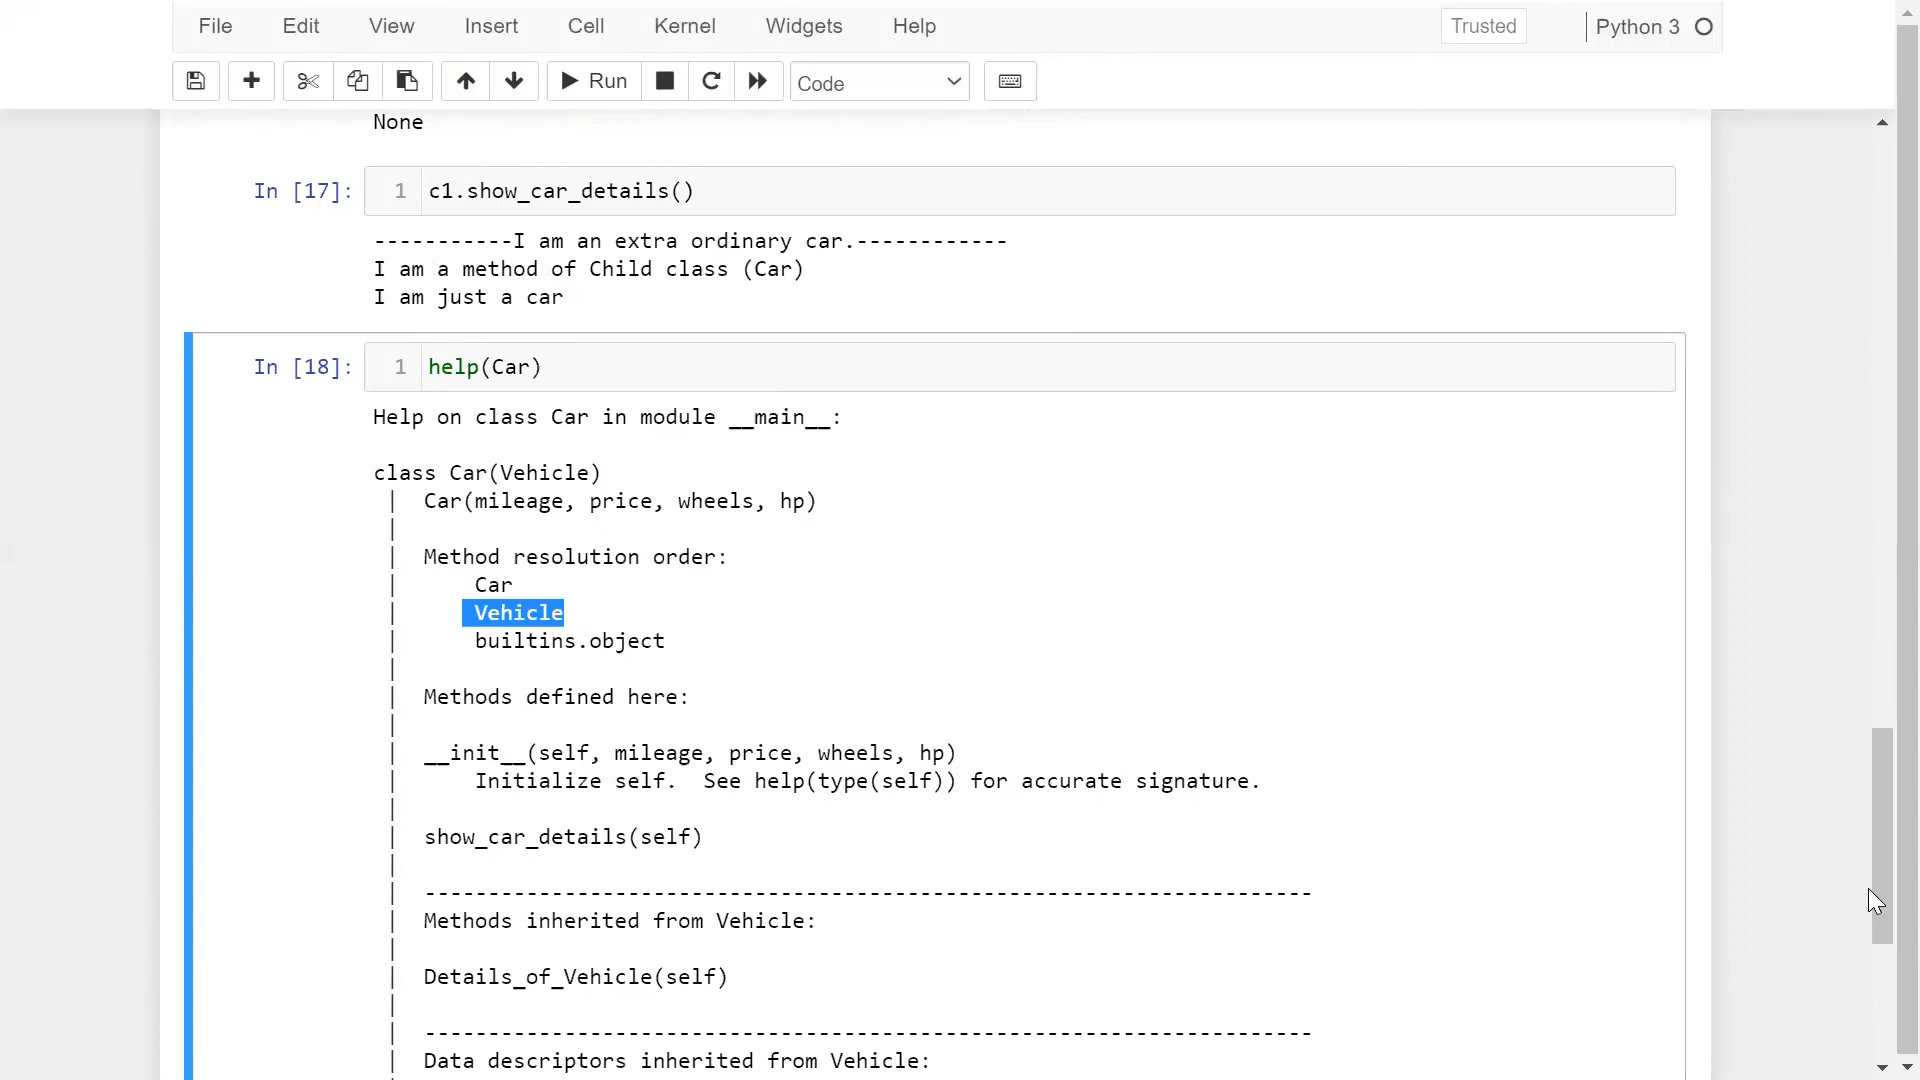 File Edit View Insert Cell Kernel Widgets Help Trusted Python 3
Run Code
None
In [17]: 1 c1.show_car_details()
-----------I am an extra ordinary car.------------
I am a method of Child class (Car)
I am just a car
In [18]: 1 help(Car)
Help on class Car in module __main__:
class Car(Vehicle)
 |  Car(mileage, price, wheels, hp)
 |
 |  Method resolution order:
 |      Car
 |      Vehicle
 |      builtins.object
 |
 |  Methods defined here:
 |
 |  __init__(self, mileage, price, wheels, hp)
 |      Initialize self.  See help(type(self)) for accurate signature.
 |
 |  show_car_details(self)
 |
 |  ----------------------------------------------------------------------
 |  Methods inherited from Vehicle:
 |
 |  Details_of_Vehicle(self)
 |
 |  ----------------------------------------------------------------------
 |  Data descriptors inherited from Vehicle: